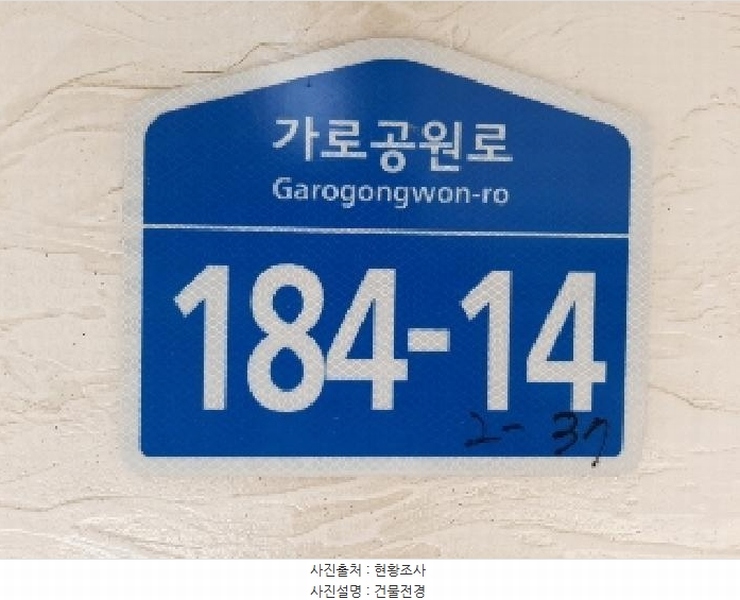 가로공원로
Garogongwon-ro
184-14
2-37
사진출처 : 현황조사
사진설명 : 건물전경